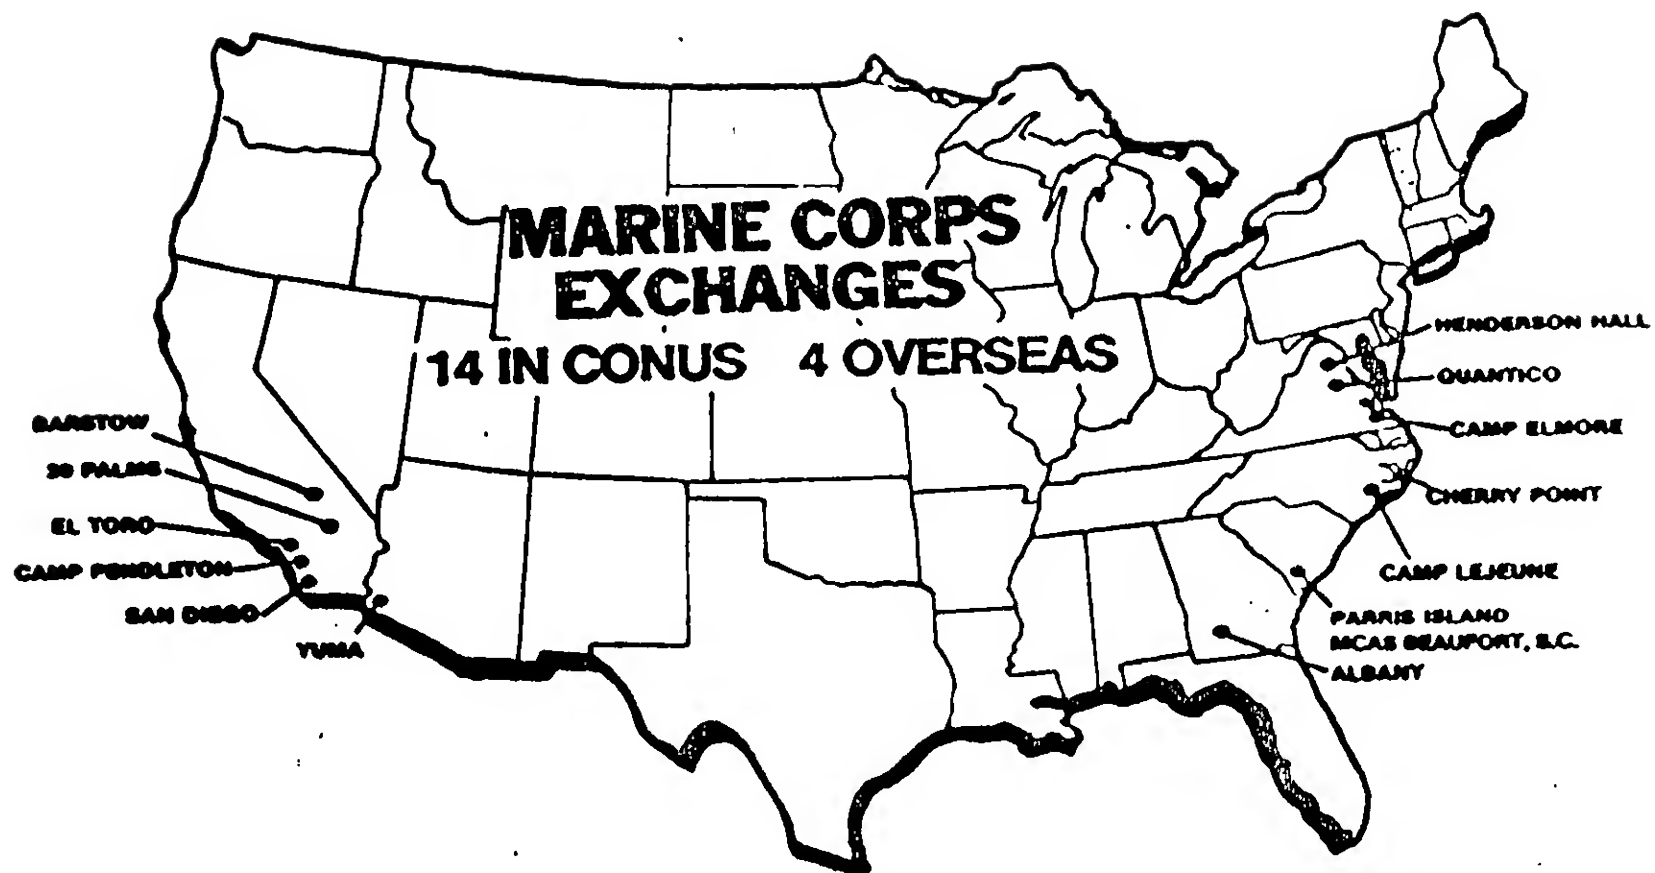 MARINE CORPS
EXCHANGES
14 IN CONUS 4 OVERSEAS
HENDERSON HALL
QUANTICO
CAMP ELMORE
CHERRY POINT
CAMP LEJEUNE
PARRIS ISLAND
MCAS BEAUFORT, S.C.
ALBANY
BARSTOW
PALMS
EL TORO
CAMP PENDLETON
SAN DIEGO
YUMA